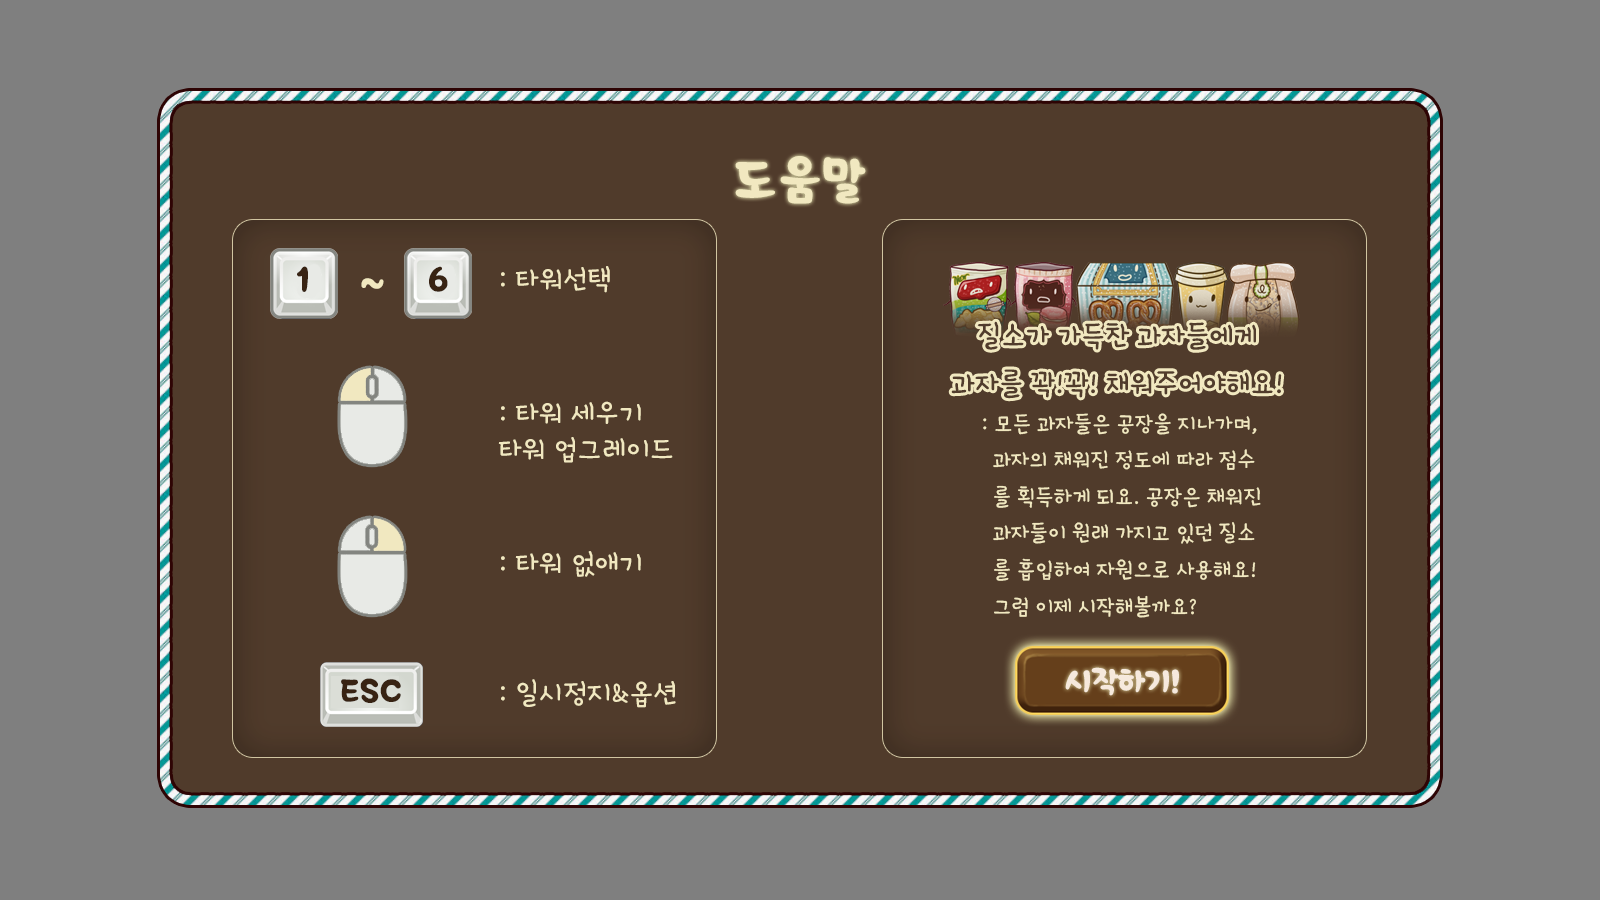 도움말
1 ~ 6 : 타워선택
: 타워 세우기
타워 업그레이드
: 타워 없애기
ESC : 일시정지&옵션
질소가 가득찬 과자들에게
과자를 꽉!꽉! 채워주어야해요!
: 모든 과자들은 공장을 지나가며,
과자의 채워진 정도에 따라 점수
를 획득하게 되요. 공장은 채워진
과자들이 원래 가지고 있던 질소
를 흡입하여 자원으로 사용해요!
그럼 이제 시작해볼까요?
시작하기!